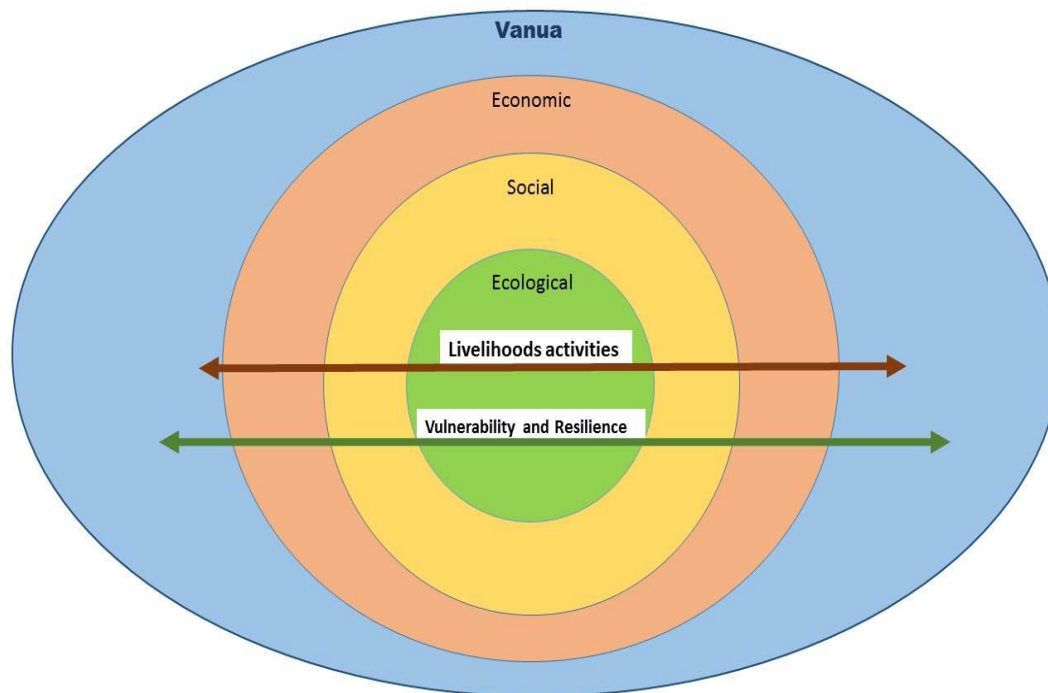 Vanua
Economic
Social
Ecological
Livelihoods activities
Vulnerability and Resilience